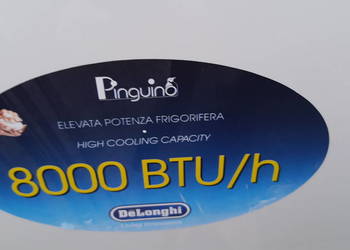 Pinguino
ELEVATA POTENZA FRIGORIFERA
•
HIGH COOLING CAPACITY
8000 BTU/h
DeLonghi